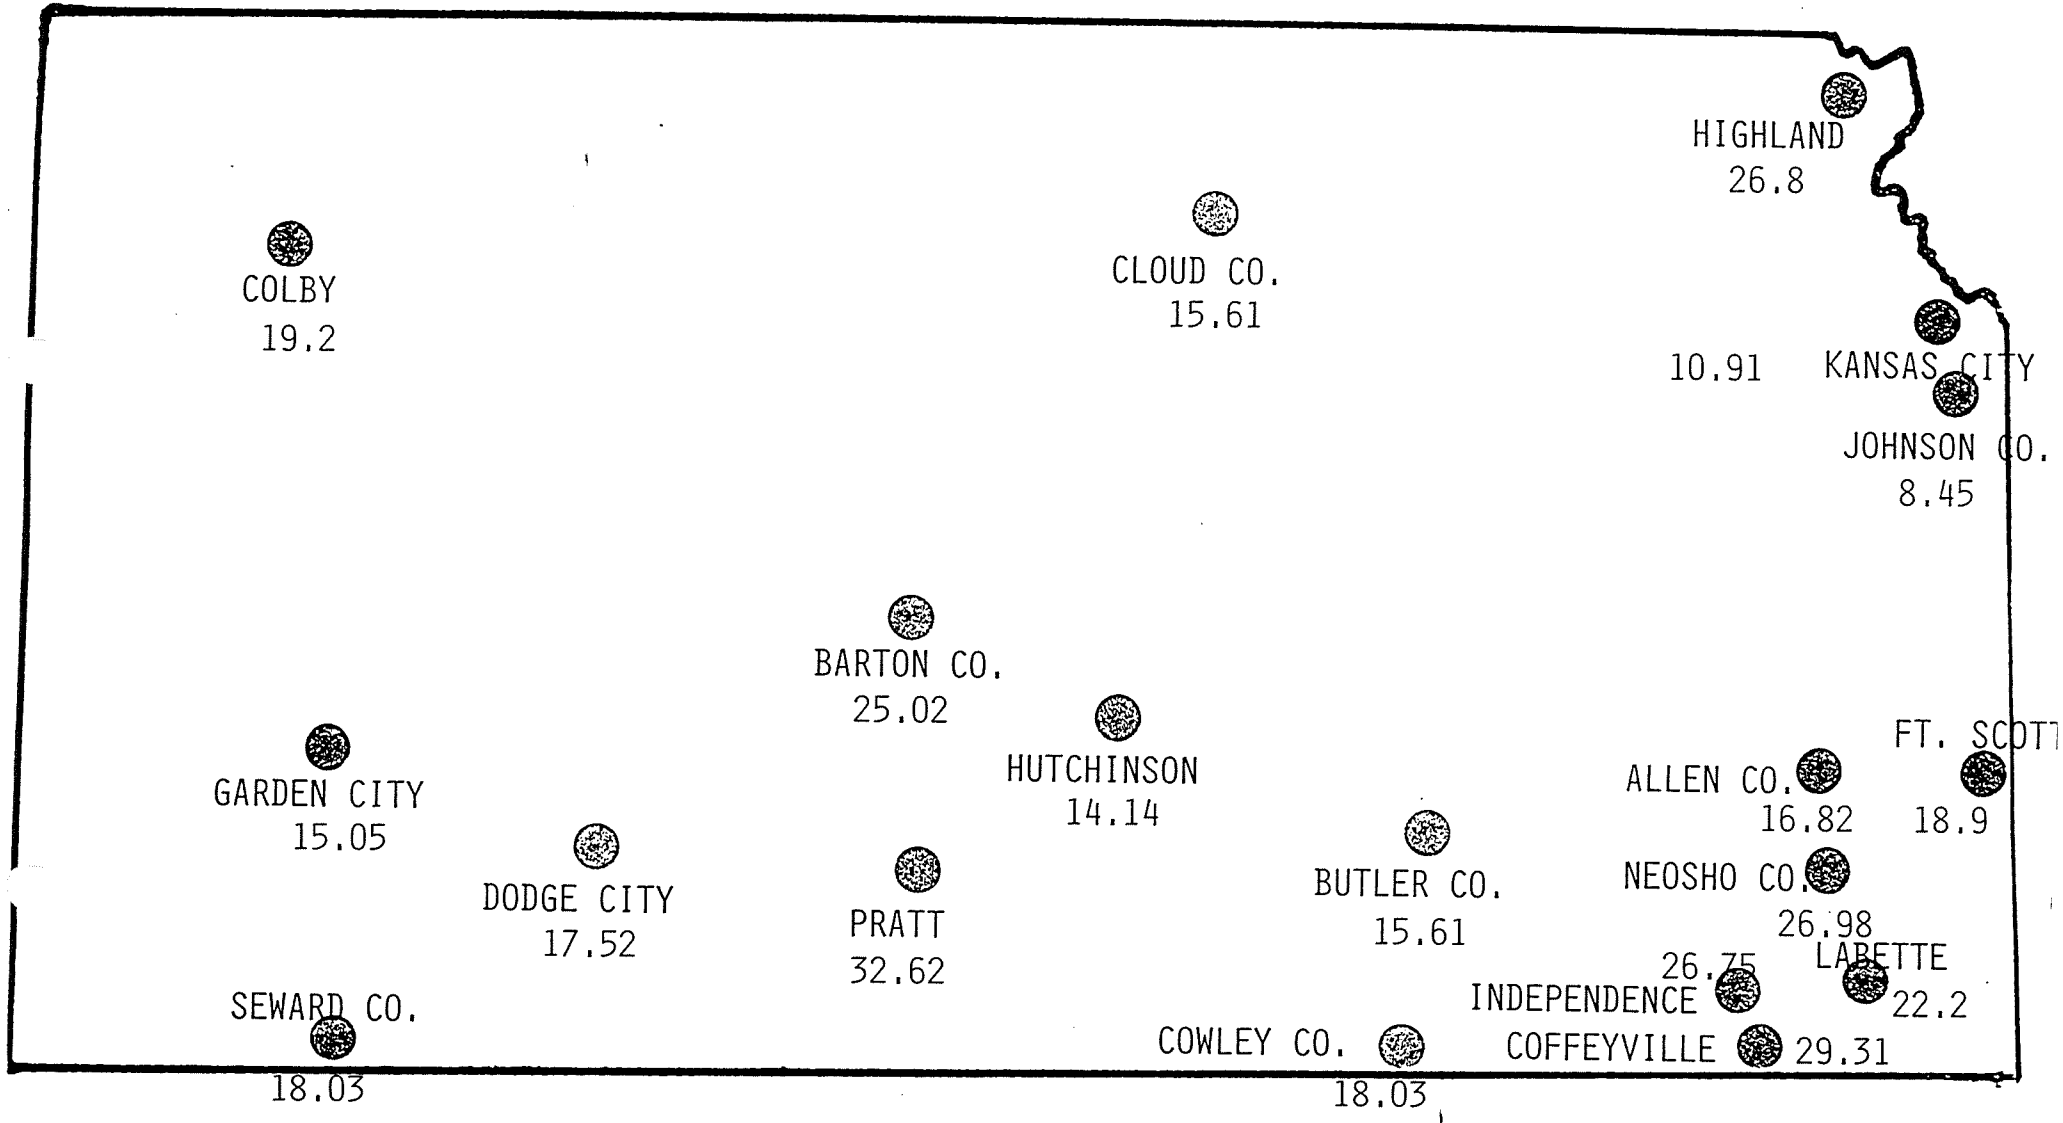 HIGHLAND
26.8
COLBY
19.2
CLOUD CO.
15.61
10.91 KANSAS CITY
JOHNSON CO.
8.45
BARTON CO.
25.02
HUTCHINSON
14.14
GARDEN CITY
15.05
DODGE CITY
17.52
PRATT
32.62
BUTLER CO.
15.61
FT. SCOTT
18.9
ALLEN CO.
16.82
NEOSHO CO.
26.98
LABETTE
22.2
26.75
INDEPENDENCE
COFFEYVILLE 29.31
SEWARD CO.
18.03
COWLEY CO.
18.03